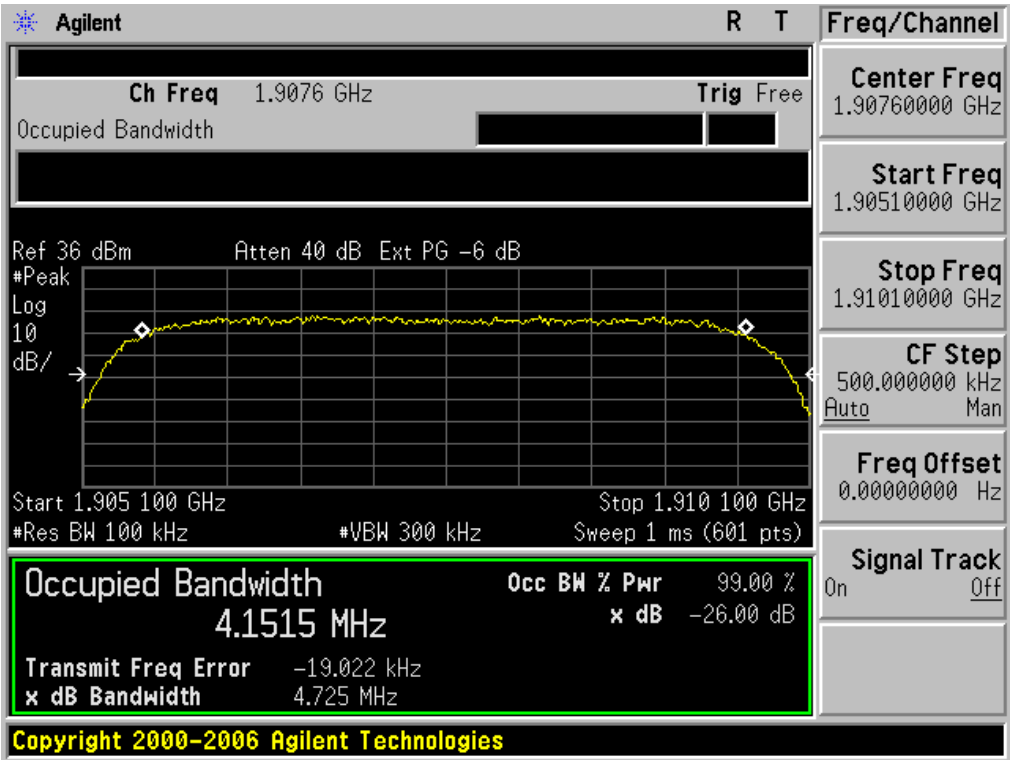 Agilent R T Freq/Channel
Ch Freq 1.9076 GHz Trig Free
Occupied Bandwidth
Center Freq
1.90760000 GHz
Start Freq
1.90510000 GHz
Stop Freq
1.91010000 GHz
CF Step
500.000000 kHz
Auto Man
Freq Offset
0.00000000 Hz
Signal Track
On Off
Ref 36 dBm Atten 40 dB Ext PG -6 dB
#Peak
Log
10
dB/
Start 1.905 100 GHz Stop 1.910 100 GHz
#Res BW 100 kHz #VBW 300 kHz Sweep 1 ms (601 pts)
Occupied Bandwidth Occ BW % Pwr 99.00 %
4.1515 MHz x dB -26.00 dB
Transmit Freq Error -19.022 kHz
x dB Bandwidth 4.725 MHz
Copyright 2000-2006 Agilent Technologies